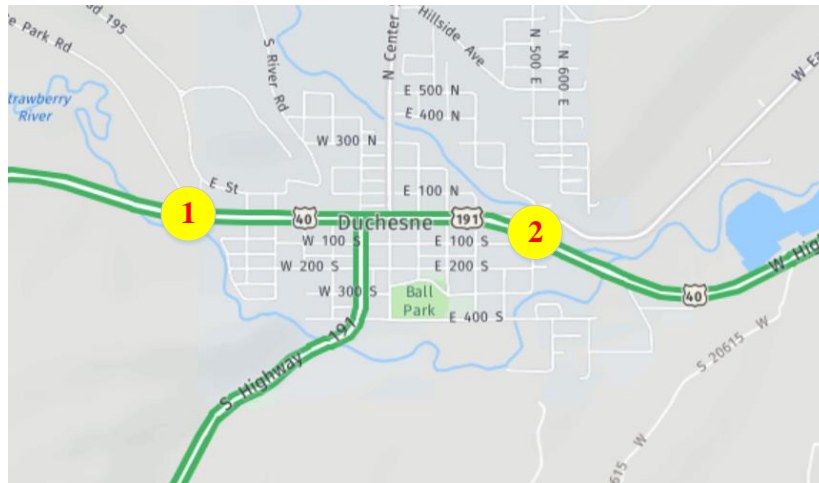 ad 195
e Park Rd
trawberry
River
S River Rd
N Center
Hillside Ave
N 500 E
N 600 E
W Ea
E 500 N
E 400 N
W 300 N
E St
E 100 N
1
40
Duchesne
191
2
W 100 S
E 100 S
W 200 S
E 200 S
W 300 S
Ball
Park
E 400 S
191
S Highway
40
W High
S 20615 W
615 W